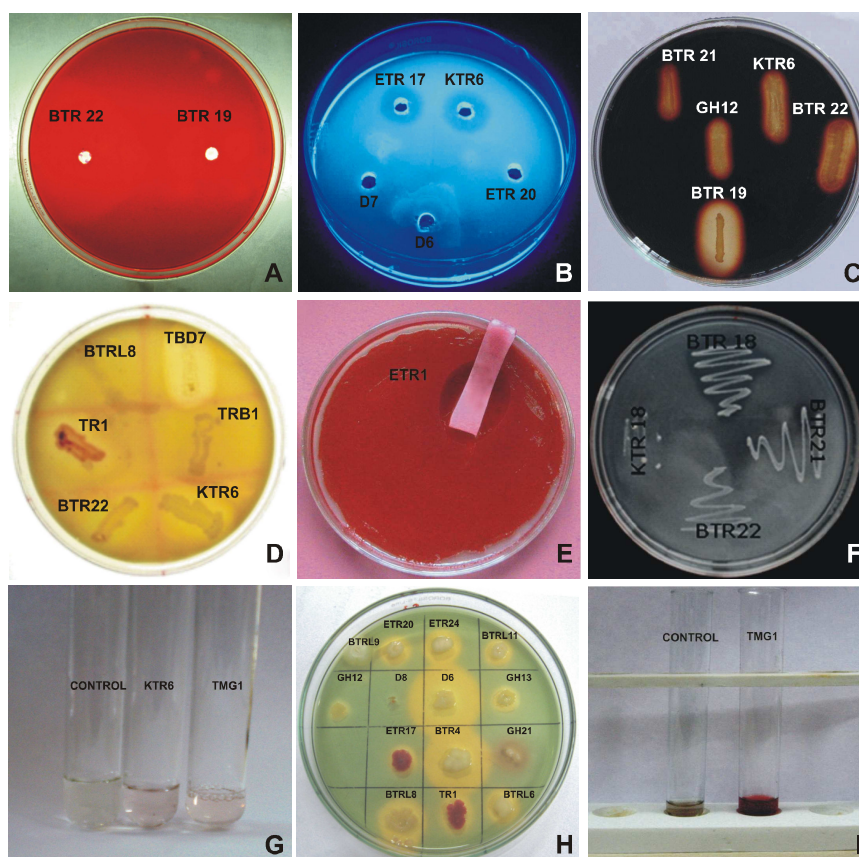 BTR 22
BTR 19
A
ETR 17
KTR6
D7
ETR 20
D6
B
BTR 21
KTR6
GH12
BTR 22
BTR 19
C
BTRL8
TBD7
TR1
TRB1
BTR22
KTR6
D
ETR1
E
BTR 18
KTR 18
BTR21
BTR22
F
CONTROL
KTR6
TMG1
G
ETR20
ETR24
BTRL9
BTRL11
GH12
D8
D6
GH13
ETR17
BTR4
GH21
BTRL8
TR1
BTRL6
H
CONTROL
TMG1